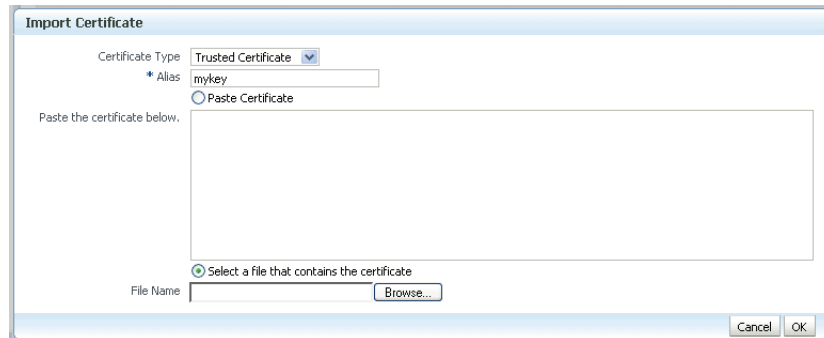 Import Certificate
Certificate Type Trusted Certificate
* Alias mykey
Paste Certificate
Paste the certificate below.
Select a file that contains the certificate
File Name Browse...
Cancel OK